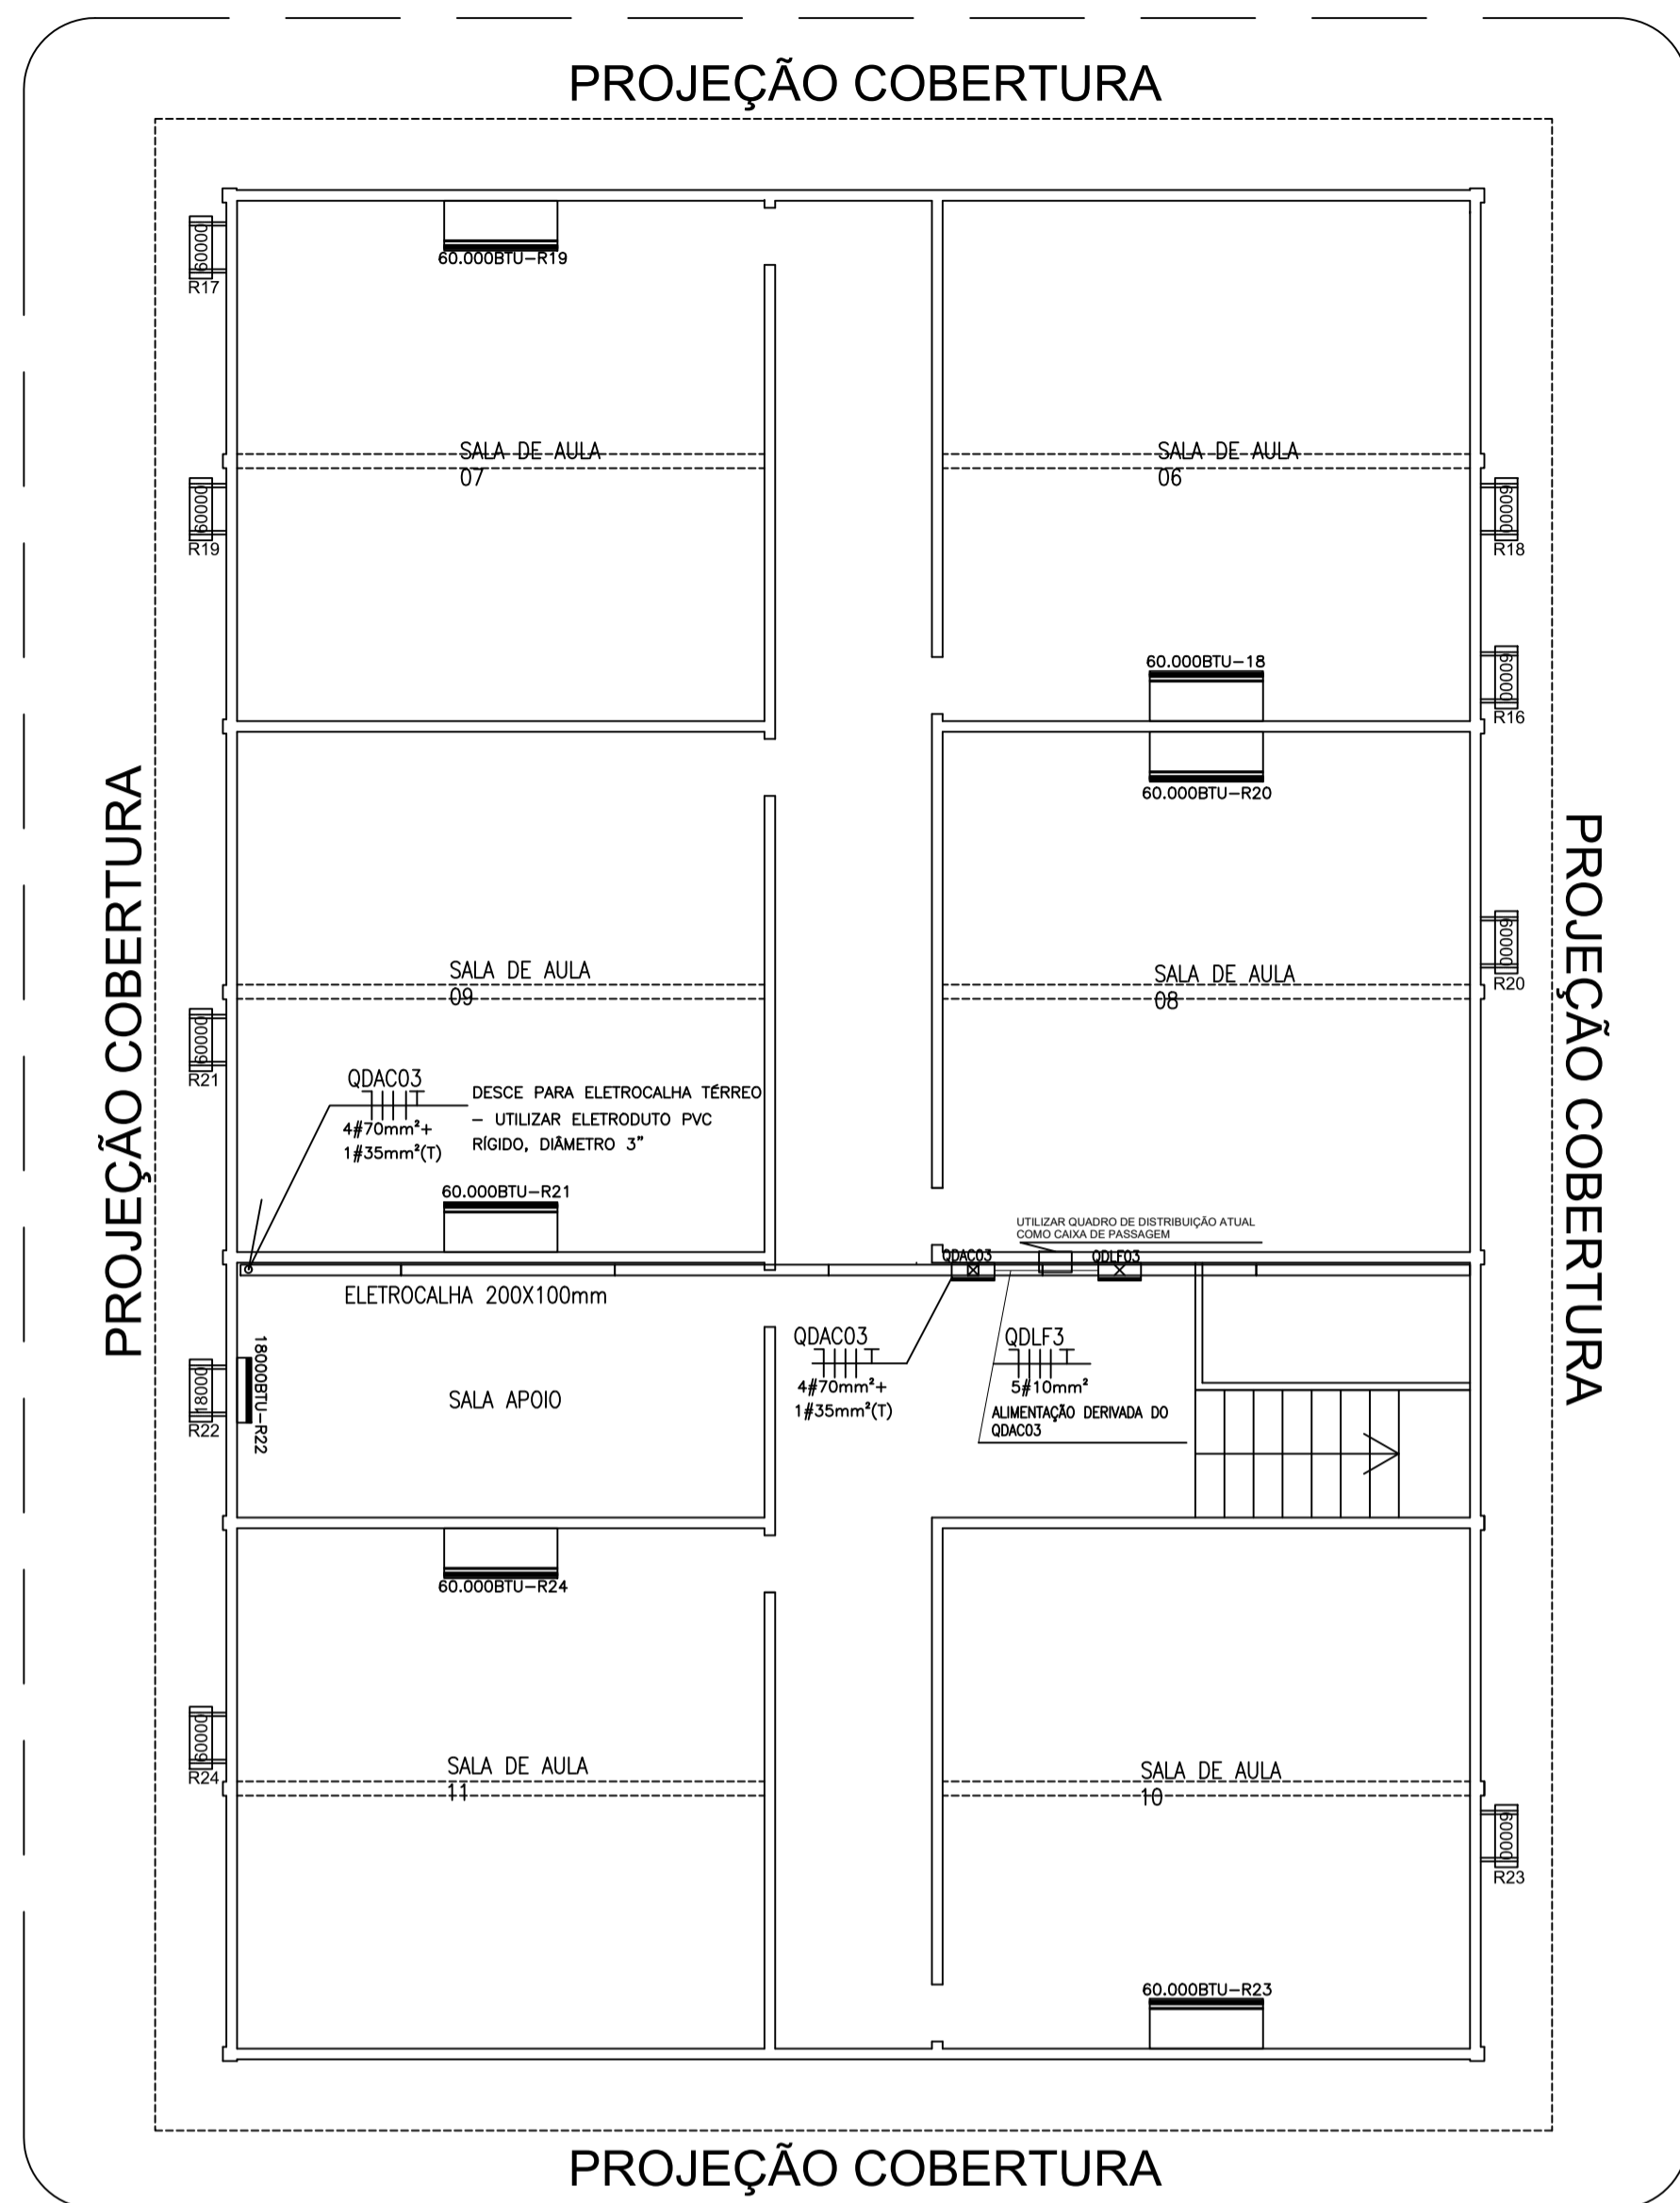 PROJEÇÃO COBERTURA
60000
R17
60.000BTU-R19
SALA DE AULA
07
SALA DE AULA
06
60000
R19
60000
R18
60.000BTU-18
60000
R16
60.000BTU-R20
PROJEÇÃO COBERTURA
PROJEÇÃO COBERTURA
SALA DE AULA
09
SALA DE AULA
08
60000
R20
60000
R21
QDAC03
4#70mm²+
1#35mm²(T)
DESCE PARA ELETROCALHA TÉRREO
- UTILIZAR ELETRODUTO PVC
RÍGIDO, DIÂMETRO 3"
60.000BTU-R21
UTILIZAR QUADRO DE DISTRIBUIÇÃO ATUAL
COMO CAIXA DE PASSAGEM
QDAC03
QDLF03
ELETROCALHA 200X100mm
18000
R22
18000BTU-R22
SALA APOIO
QDAC03
4#70mm²+
1#35mm²(T)
QDLF3
5#10mm²
ALIMENTAÇÃO DERIVADA DO
QDAC03
60.000BTU-R24
60000
R24
SALA DE AULA
11
SALA DE AULA
10
60000
R23
60.000BTU-R23
PROJEÇÃO COBERTURA